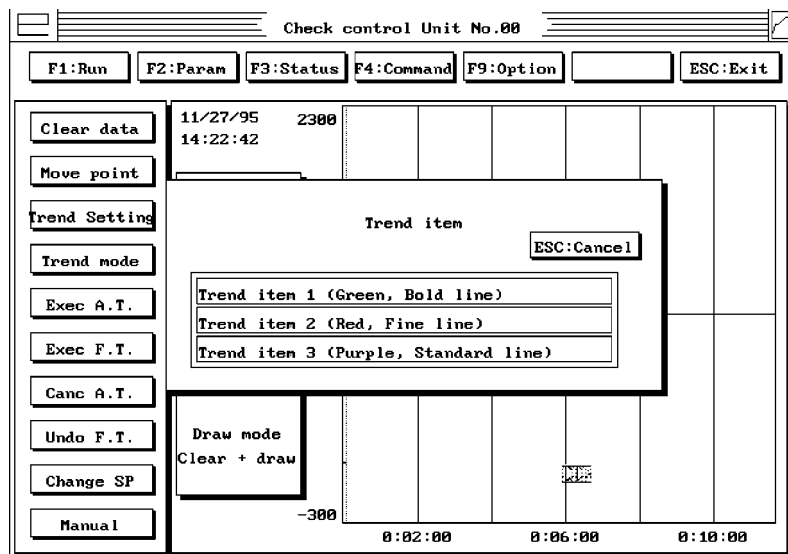 Check control Unit No.00
F1:Run F2:Param F3:Status F4:Command F9:Option ESC:Exit
Clear data
Move point
Trend Setting
Trend mode
Exec A.T.
Exec F.T.
Canc A.T.
Undo F.T.
Change SP
Manual
11/27/95 2300
14:22:42
Trend item
ESC:Cancel
Trend item 1 (Green, Bold line)
Trend item 2 (Red, Fine line)
Trend item 3 (Purple, Standard line)
Draw mode
Clear + draw
-300
0:02:00 0:06:00 0:10:00